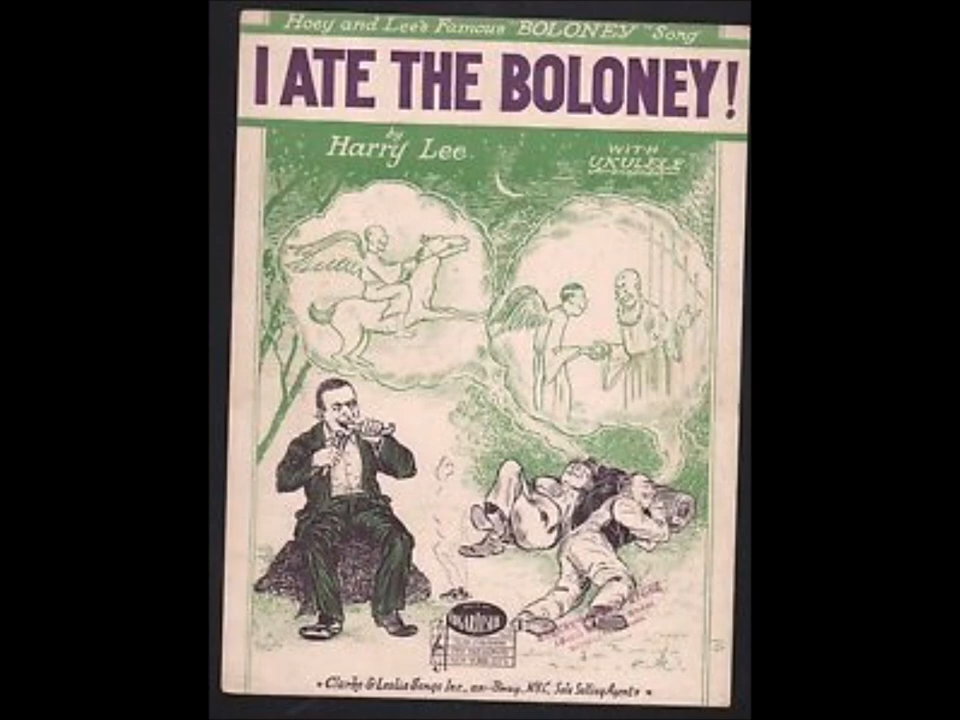 Hoey and Lee's Famous "BOLONEY" Song
I ATE THE BOLONEY!
by
Harry Lee
WITH
UKULELE
Clarke & Leslie Songs Inc., Bway, N.Y.C. Sole Selling Agents